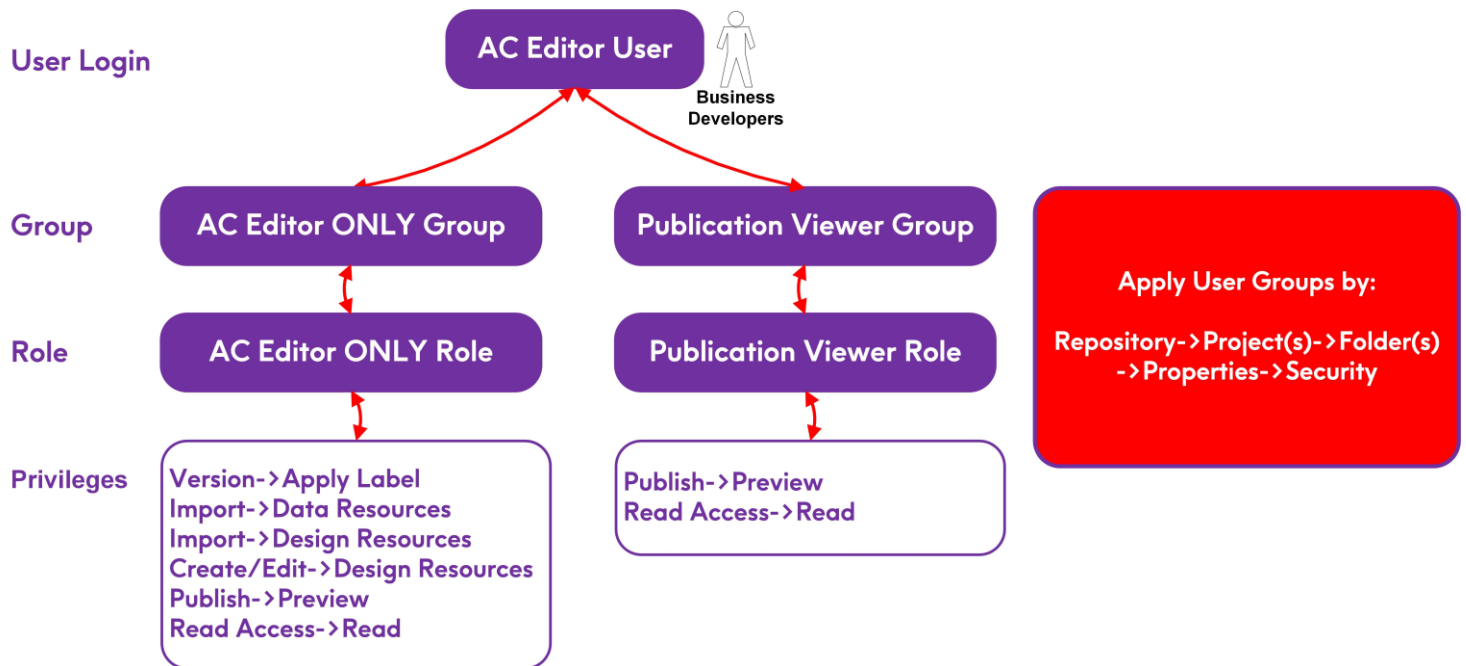 User Login
AC Editor User
Business
Developers
Group
AC Editor ONLY Group
Publication Viewer Group
Role
AC Editor ONLY Role
Publication Viewer Role
Apply User Groups by:
Repository->Project(s)->Folder(s)
->Properties->Security
Privileges
Version->Apply Label
Import->Data Resources
Import->Design Resources
Create/Edit->Design Resources
Publish->Preview
Read Access->Read
Publish->Preview
Read Access->Read